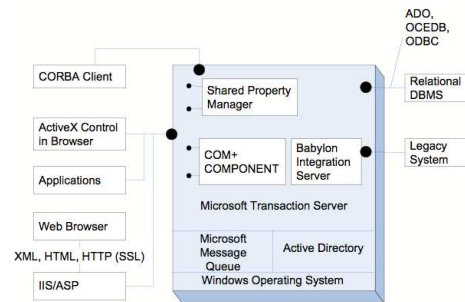 ADO,
OCEDB,
ODBC
CORBA Client
Shared Property
Manager
Relational
DBMS
ActiveX Control
in Browser
COM+
COMPONENT
Babylon
Integration
Server
Legacy
System
Applications
Microsoft Transaction Server
Web Browser
Microsoft
Message
Queue
Active Directory
XML, HTML, HTTP (SSL)
IIS/ASP
Windows Operating System